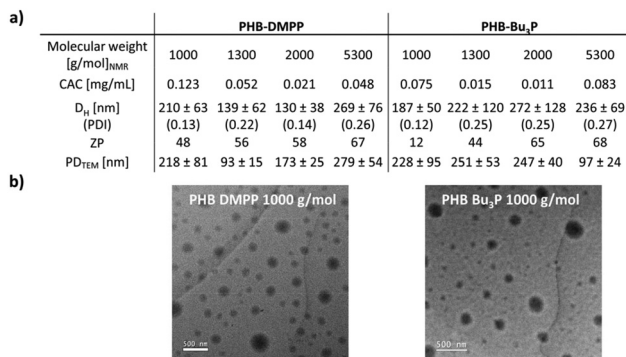 a)
PHB-DMPP PHB-Bu₃P
Molecular weight [g/mol]NMR 1000 1300 2000 5300 1000 1300 2000 5300
CAC [mg/mL] 0.123 0.052 0.021 0.048 0.075 0.015 0.011 0.083
DH [nm] 210 ± 63 139 ± 62 130 ± 38 269 ± 76 187 ± 50 222 ± 120 272 ± 128 236 ± 69
(PDI) (0.13) (0.22) (0.14) (0.26) (0.12) (0.25) (0.25) (0.27)
ZP 48 56 58 67 12 44 65 68
PDTEM [nm] 218 ± 81 93 ± 15 173 ± 25 279 ± 54 228 ± 95 251 ± 53 247 ± 40 97 ± 24
b)
PHB DMPP 1000 g/mol PHB Bu₃P 1000 g/mol
500 nm 500 nm